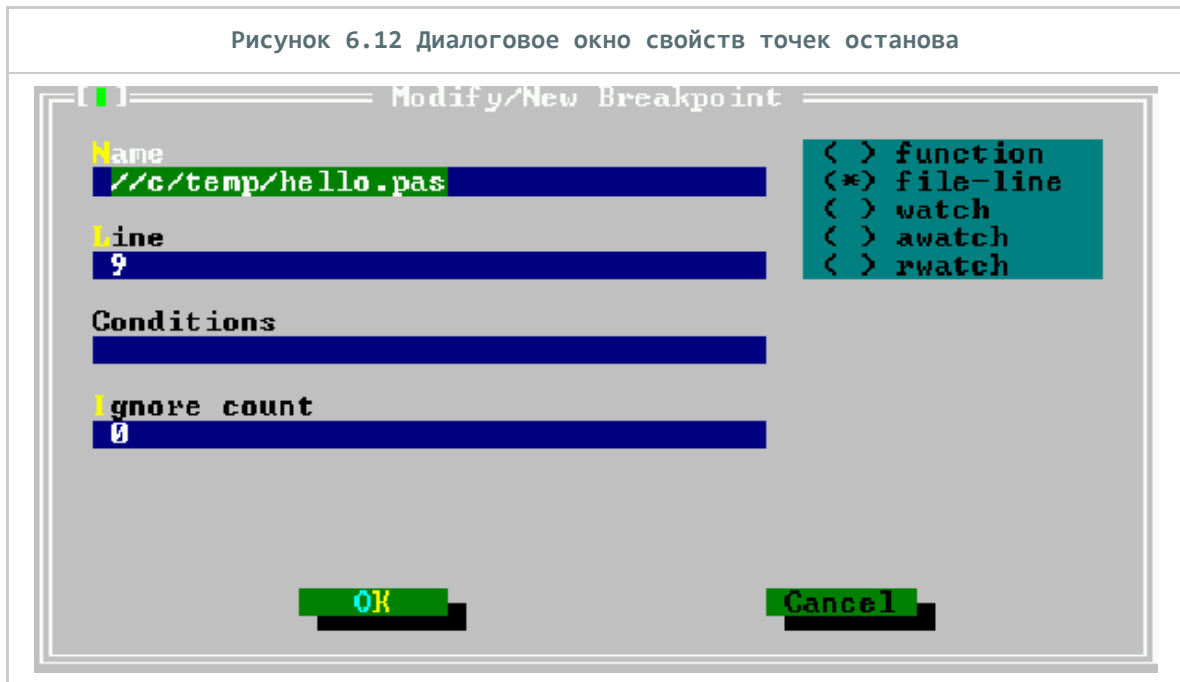 Рисунок 6.12 Диалоговое окно свойств точек останова
[ ] Modify/New Breakpoint
Name
//c/temp/hello.pas
Line
9
Conditions
Ignore count
0
( ) function
(*) file-line
( ) watch
( ) awatch
( ) rwatch
OK
Cancel